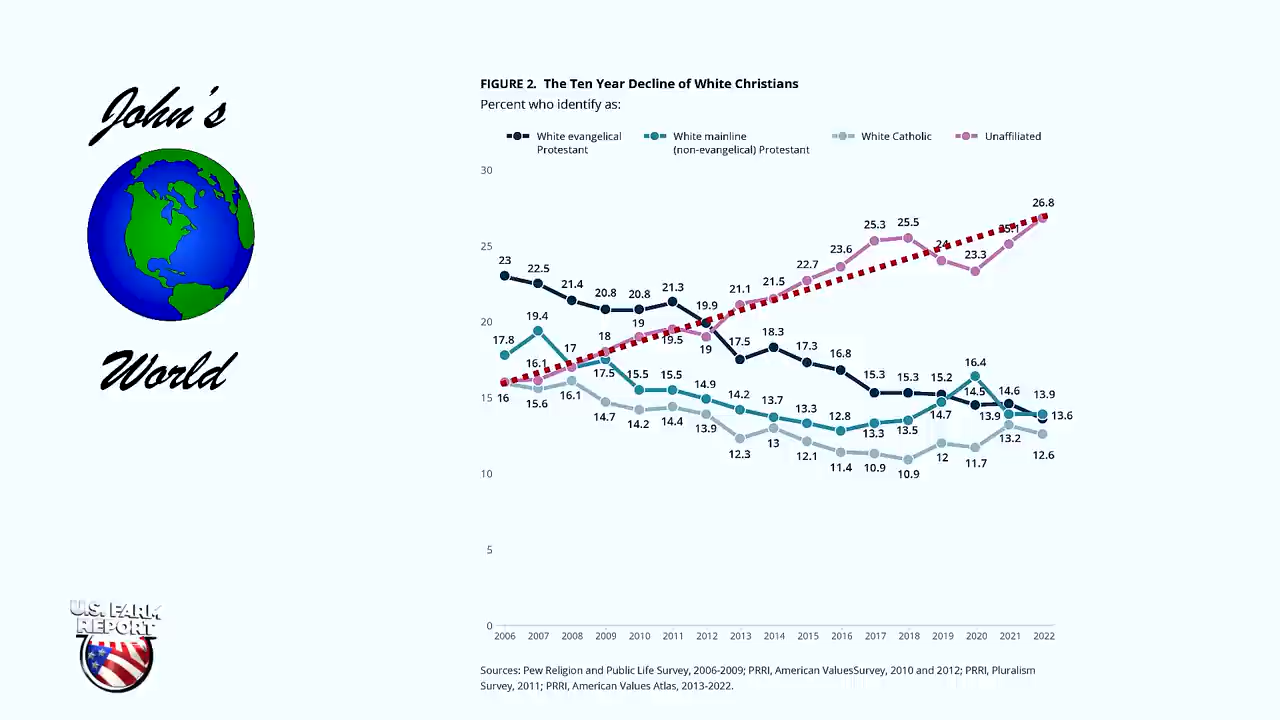 John's
World
U.S. FARM
REPORT
FIGURE 2. The Ten Year Decline of White Christians
Percent who identify as:
White evangelical
Protestant
White mainline
(non-evangelical) Protestant
White Catholic
Unaffiliated
30
25
20
15
10
5
0
23 22.5 21.4 20.8 20.8 21.3 19.9 17.5 18.3 17.3 16.8 15.3 15.3 15.2 14.5 14.6 13.6
17.8 19.4 17 17.5 15.5 15.5 14.9 14.2 13.7 13.3 12.8 13.3 13.5 14.7 16.4 13.9 13.9
16 15.6 16.1 14.7 14.2 14.4 13.9 12.3 13 12.1 11.4 10.9 10.9 12 11.7 13.2 12.6
16.1 18 19 19.5 19 21.1 21.5 22.7 23.6 25.3 25.5 24 23.3 25.1 26.8
2006 2007 2008 2009 2010 2011 2012 2013 2014 2015 2016 2017 2018 2019 2020 2021 2022
Sources: Pew Religion and Public Life Survey, 2006-2009; PRRI, American ValuesSurvey, 2010 and 2012; PRRI, Pluralism
Survey, 2011; PRRI, American Values Atlas, 2013-2022.